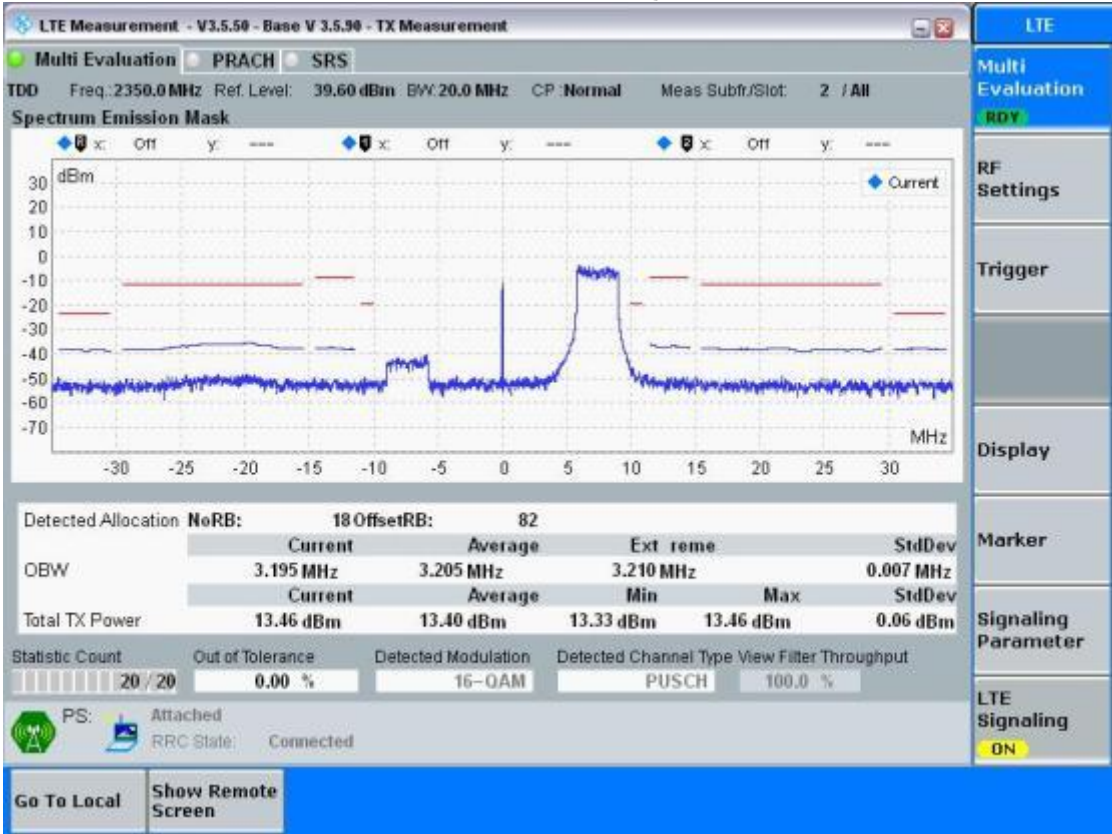 LTE Measurement - V3.5.50 - Base V 3.5.90 - TX Measurement
LTE
Multi Evaluation PRACH SRS
Multi
Evaluation
RDY
TDD Freq.:2350.0 MHz Ref. Level: 39.60 dBm BW:20.0 MHz CP :Normal Meas Subfr./Slot: 2 / All
Spectrum Emission Mask
x: Off y: --- x: Off y: --- x: Off y: ---
dBm
Current
30
20
10
0
-10
-20
-30
-40
-50
-60
-70
MHz
-30 -25 -20 -15 -10 -5 0 5 10 15 20 25 30
RF
Settings
Trigger
Display
Marker
Signaling
Parameter
LTE
Signaling
ON
Detected Allocation NoRB: 18 OffsetRB: 82
Current Average Ext reme StdDev
OBW 3.195 MHz 3.205 MHz 3.210 MHz 0.007 MHz
Current Average Min Max StdDev
Total TX Power 13.46 dBm 13.40 dBm 13.33 dBm 13.46 dBm 0.06 dBm
Statistic Count Out of Tolerance Detected Modulation Detected Channel Type View Filter Throughput
20 / 20 0.00 % 16-QAM PUSCH 100.0 %
PS: Attached
RRC State: Connected
Go To Local
Show Remote
Screen